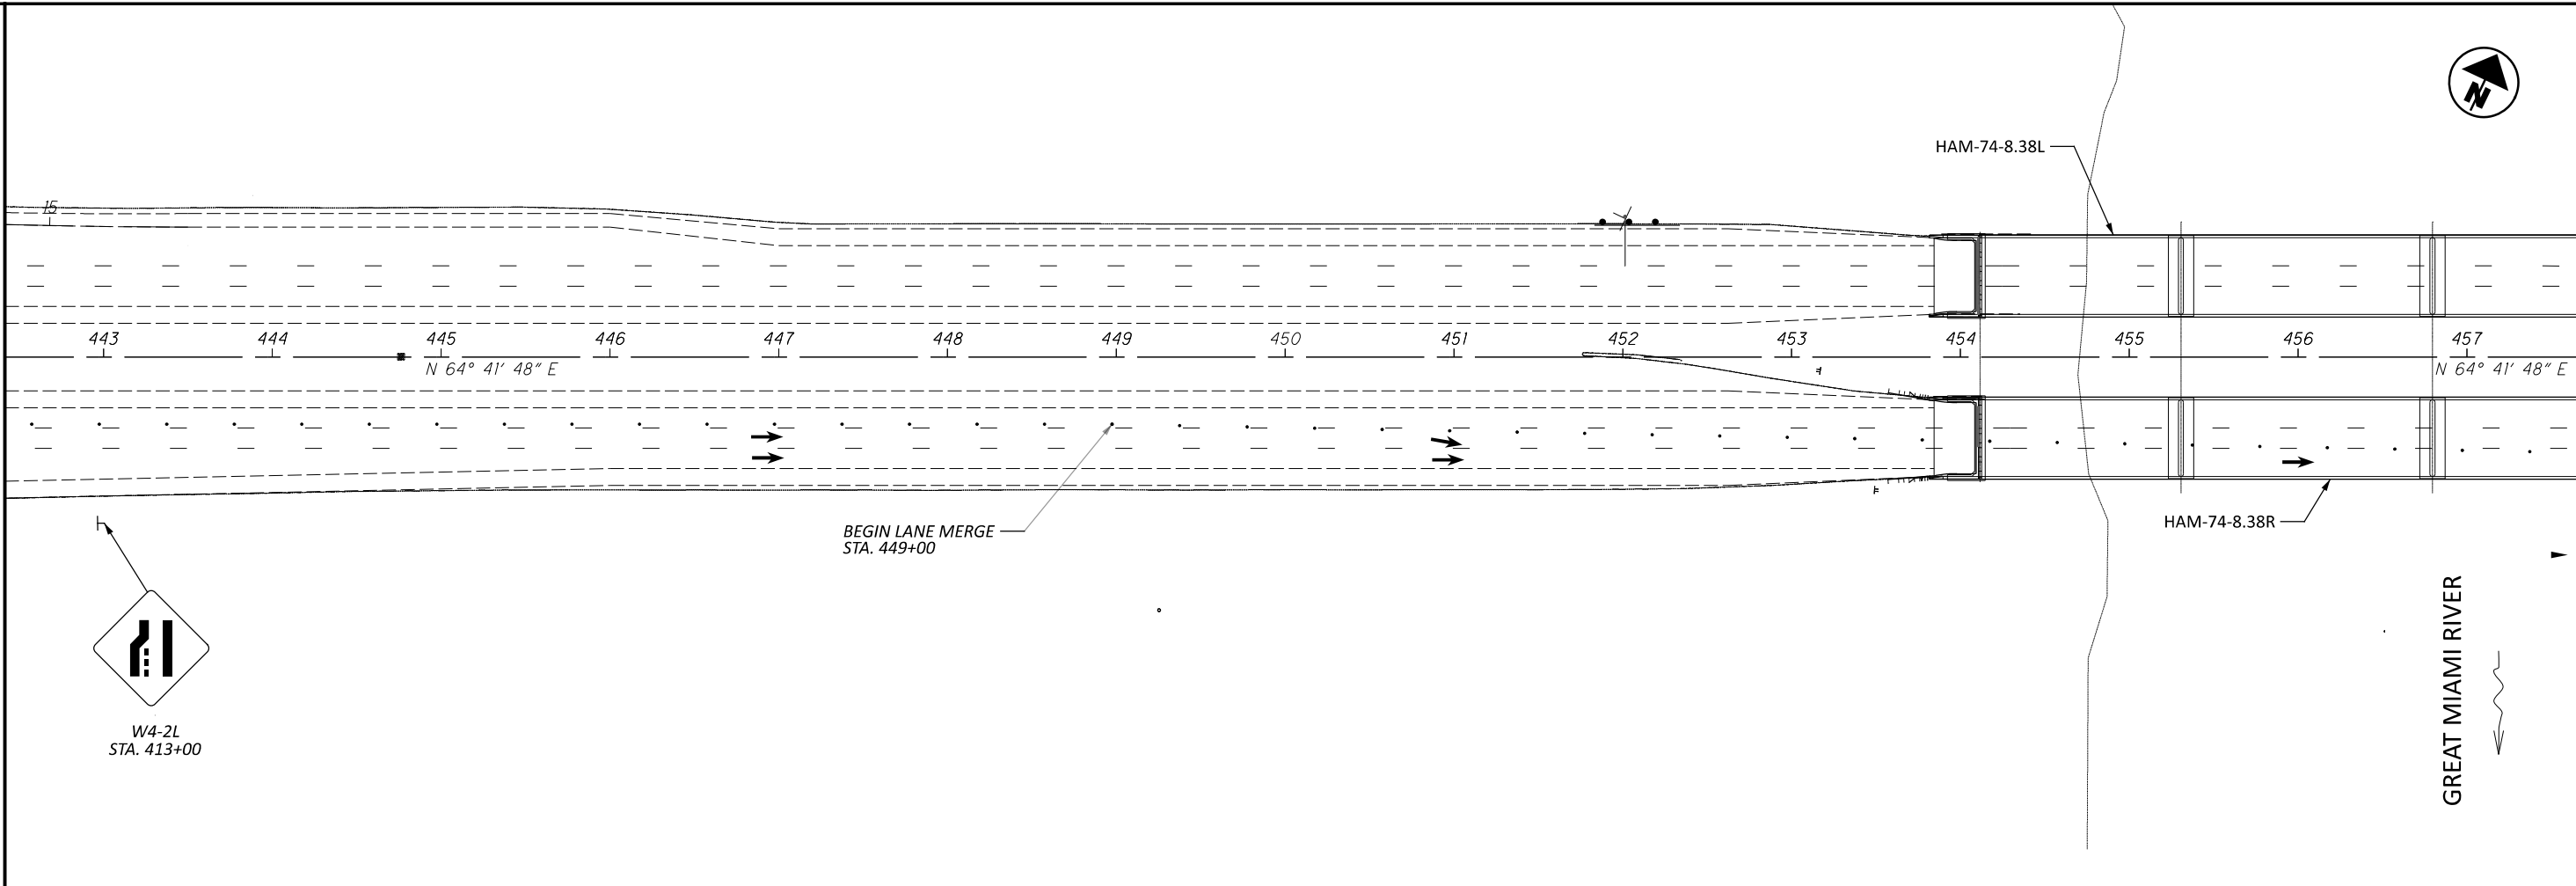 N
HAM-74-8.38L
15
443 444 445 446 447 448 449 450 451 452 453 454 455 456 457
N 64° 41' 48" E
N 64° 41' 48" E
BEGIN LANE MERGE
STA. 449+00
HAM-74-8.38R
GREAT MIAMI RIVER
W4-2L
STA. 413+00